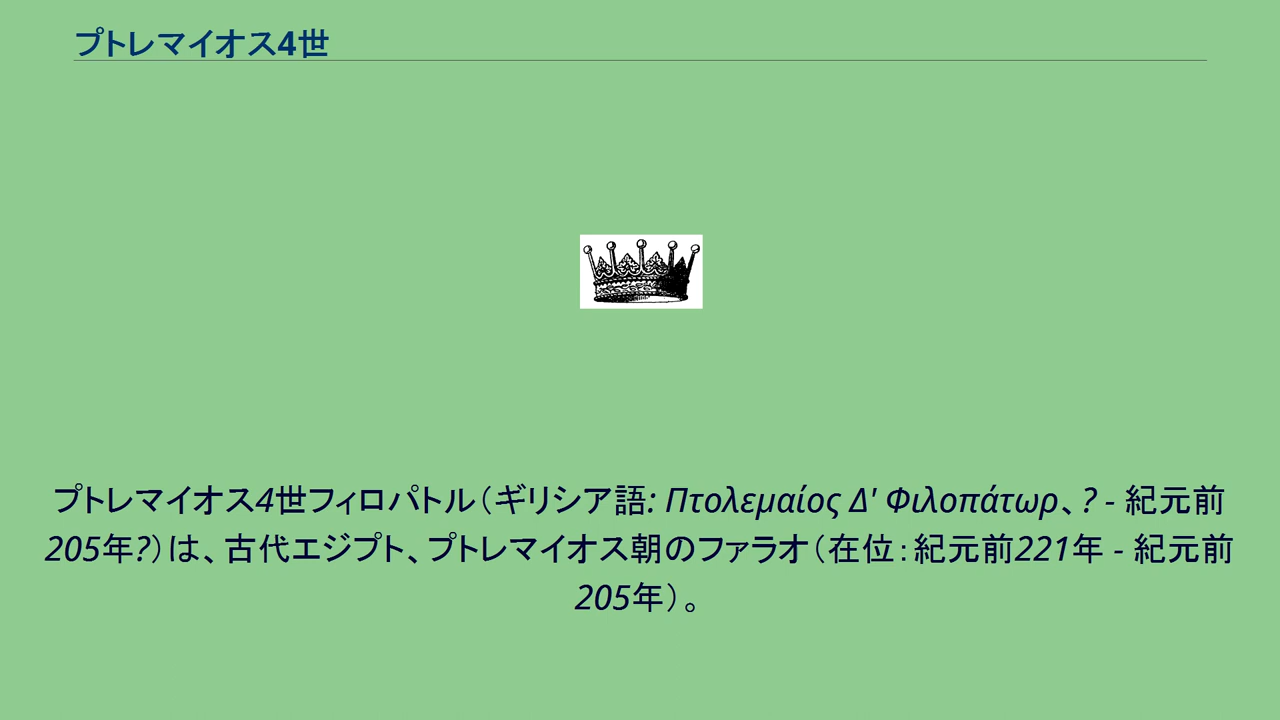 プトレマイオス4世
プトレマイオス4世フィロパトル（ギリシア語: Πτολεμαίος Δ' Φιλοπάτωρ、? - 紀元前
205年?）は、古代エジプト、プトレマイオス朝のファラオ（在位：紀元前221年 - 紀元前
205年）。